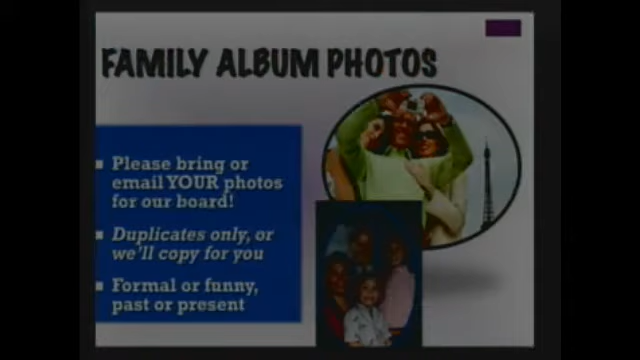 FAMILY ALBUM PHOTOS
Please bring or
email YOUR photos
for our board!
Duplicates only, or
we'll copy for you
Formal or funny,
past or present